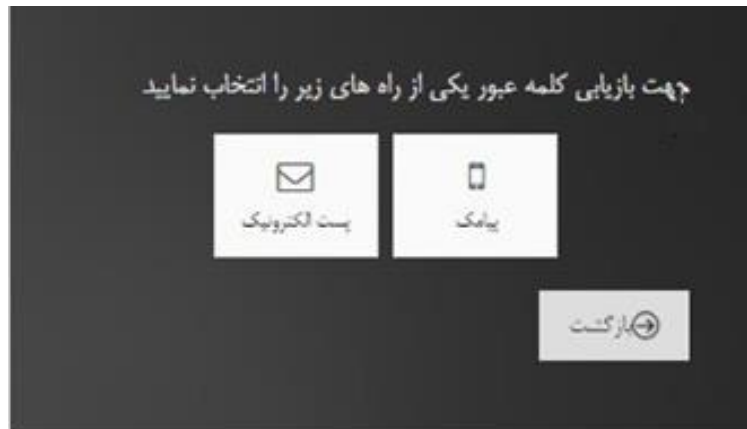 جهت بازیابی کلمه عبور یکی از راه های زیر را انتخاب نمایید
پیامک
پست الکترونیک
بازگشت